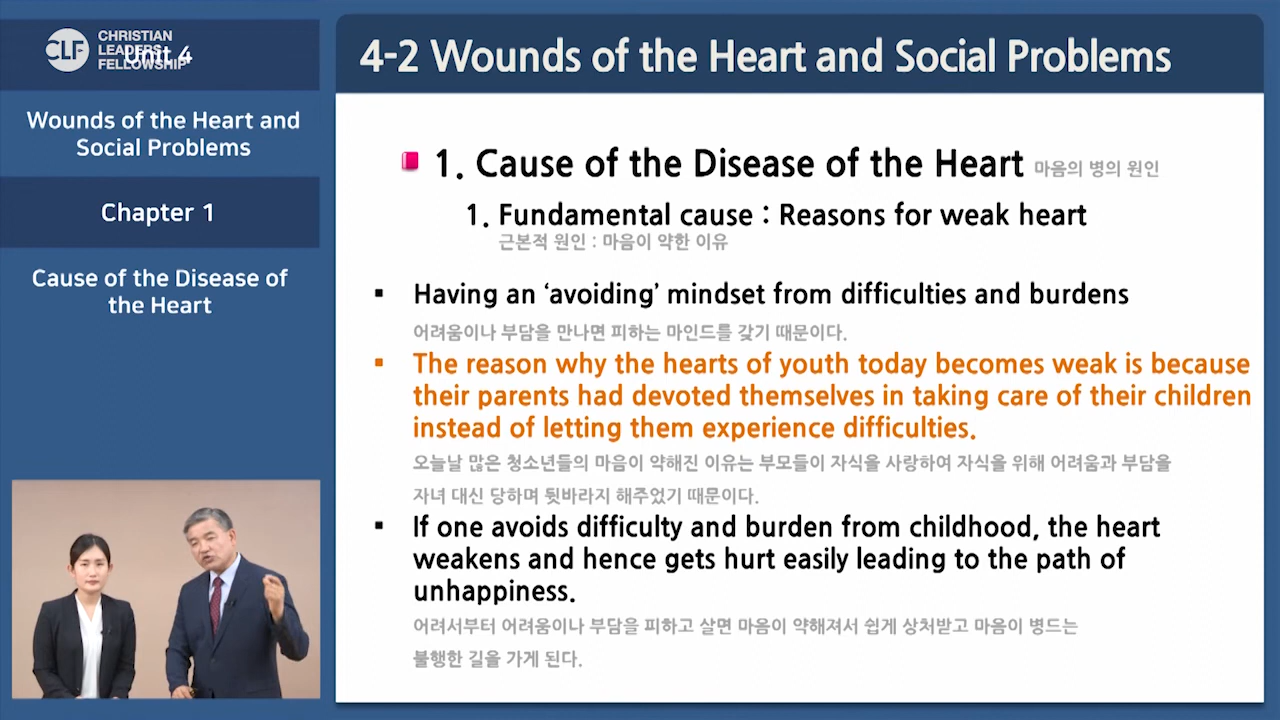 CLF
CHRISTIAN
LEADERS
FELLOWSHIP
Unit 4
Wounds of the Heart and
Social Problems
Chapter 1
Cause of the Disease of
the Heart
4-2 Wounds of the Heart and Social Problems
1. Cause of the Disease of the Heart 마음의 병의 원인
1. Fundamental cause : Reasons for weak heart
근본적 원인 : 마음이 약한 이유
▪ Having an ‘avoiding’ mindset from difficulties and burdens
어려움이나 부담을 만나면 피하는 마인드를 갖기 때문이다.
▪ The reason why the hearts of youth today becomes weak is because
their parents had devoted themselves in taking care of their children
instead of letting them experience difficulties.
오늘날 많은 청소년들의 마음이 약해진 이유는 부모들이 자식을 사랑하여 자식을 위해 어려움과 부담을
자녀 대신 당하며 뒷바라지 해주었기 때문이다.
▪ If one avoids difficulty and burden from childhood, the heart
weakens and hence gets hurt easily leading to the path of
unhappiness.
어려서부터 어려움이나 부담을 피하고 살면 마음이 약해져서 쉽게 상처받고 마음이 병드는
불행한 길을 가게 된다.